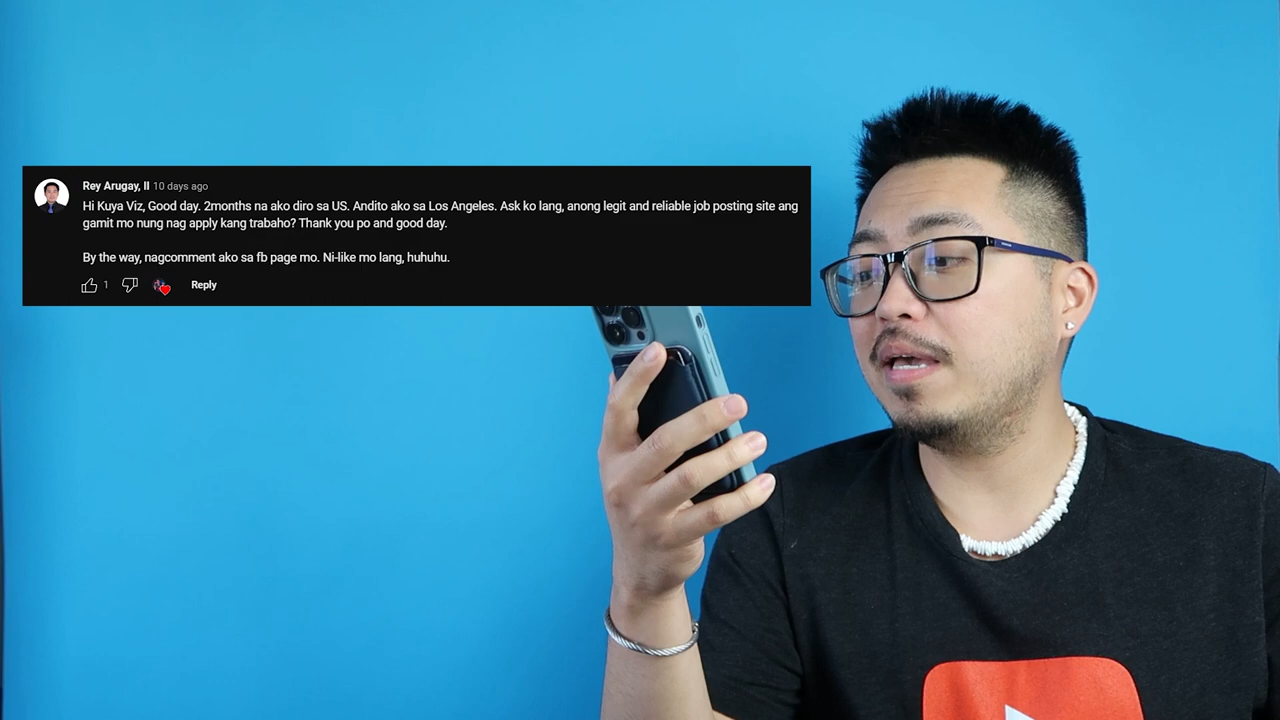 Rey Arugay, II 10 days ago
Hi Kuya Viz, Good day. 2months na ako diro sa US. Andito ako sa Los Angeles. Ask ko lang, anong legit and reliable job posting site ang
gamit mo nung nag apply kang trabaho? Thank you po and good day.
By the way, nagcomment ako sa fb page mo. Ni-like mo lang, huhuhu.
1 Reply